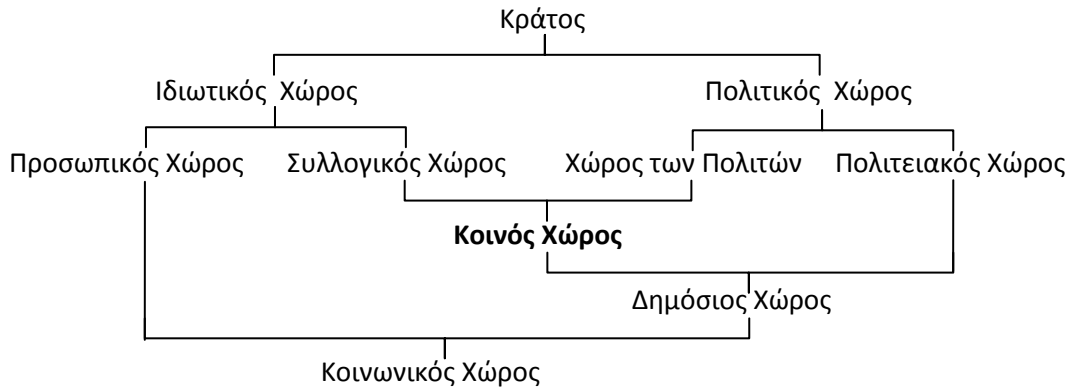 Κράτος
Ιδιωτικός Χώρος Πολιτικός Χώρος
Προσωπικός Χώρος Συλλογικός Χώρος Χώρος των Πολιτών Πολιτειακός Χώρος
Κοινός Χώρος
Δημόσιος Χώρος
Κοινωνικός Χώρος